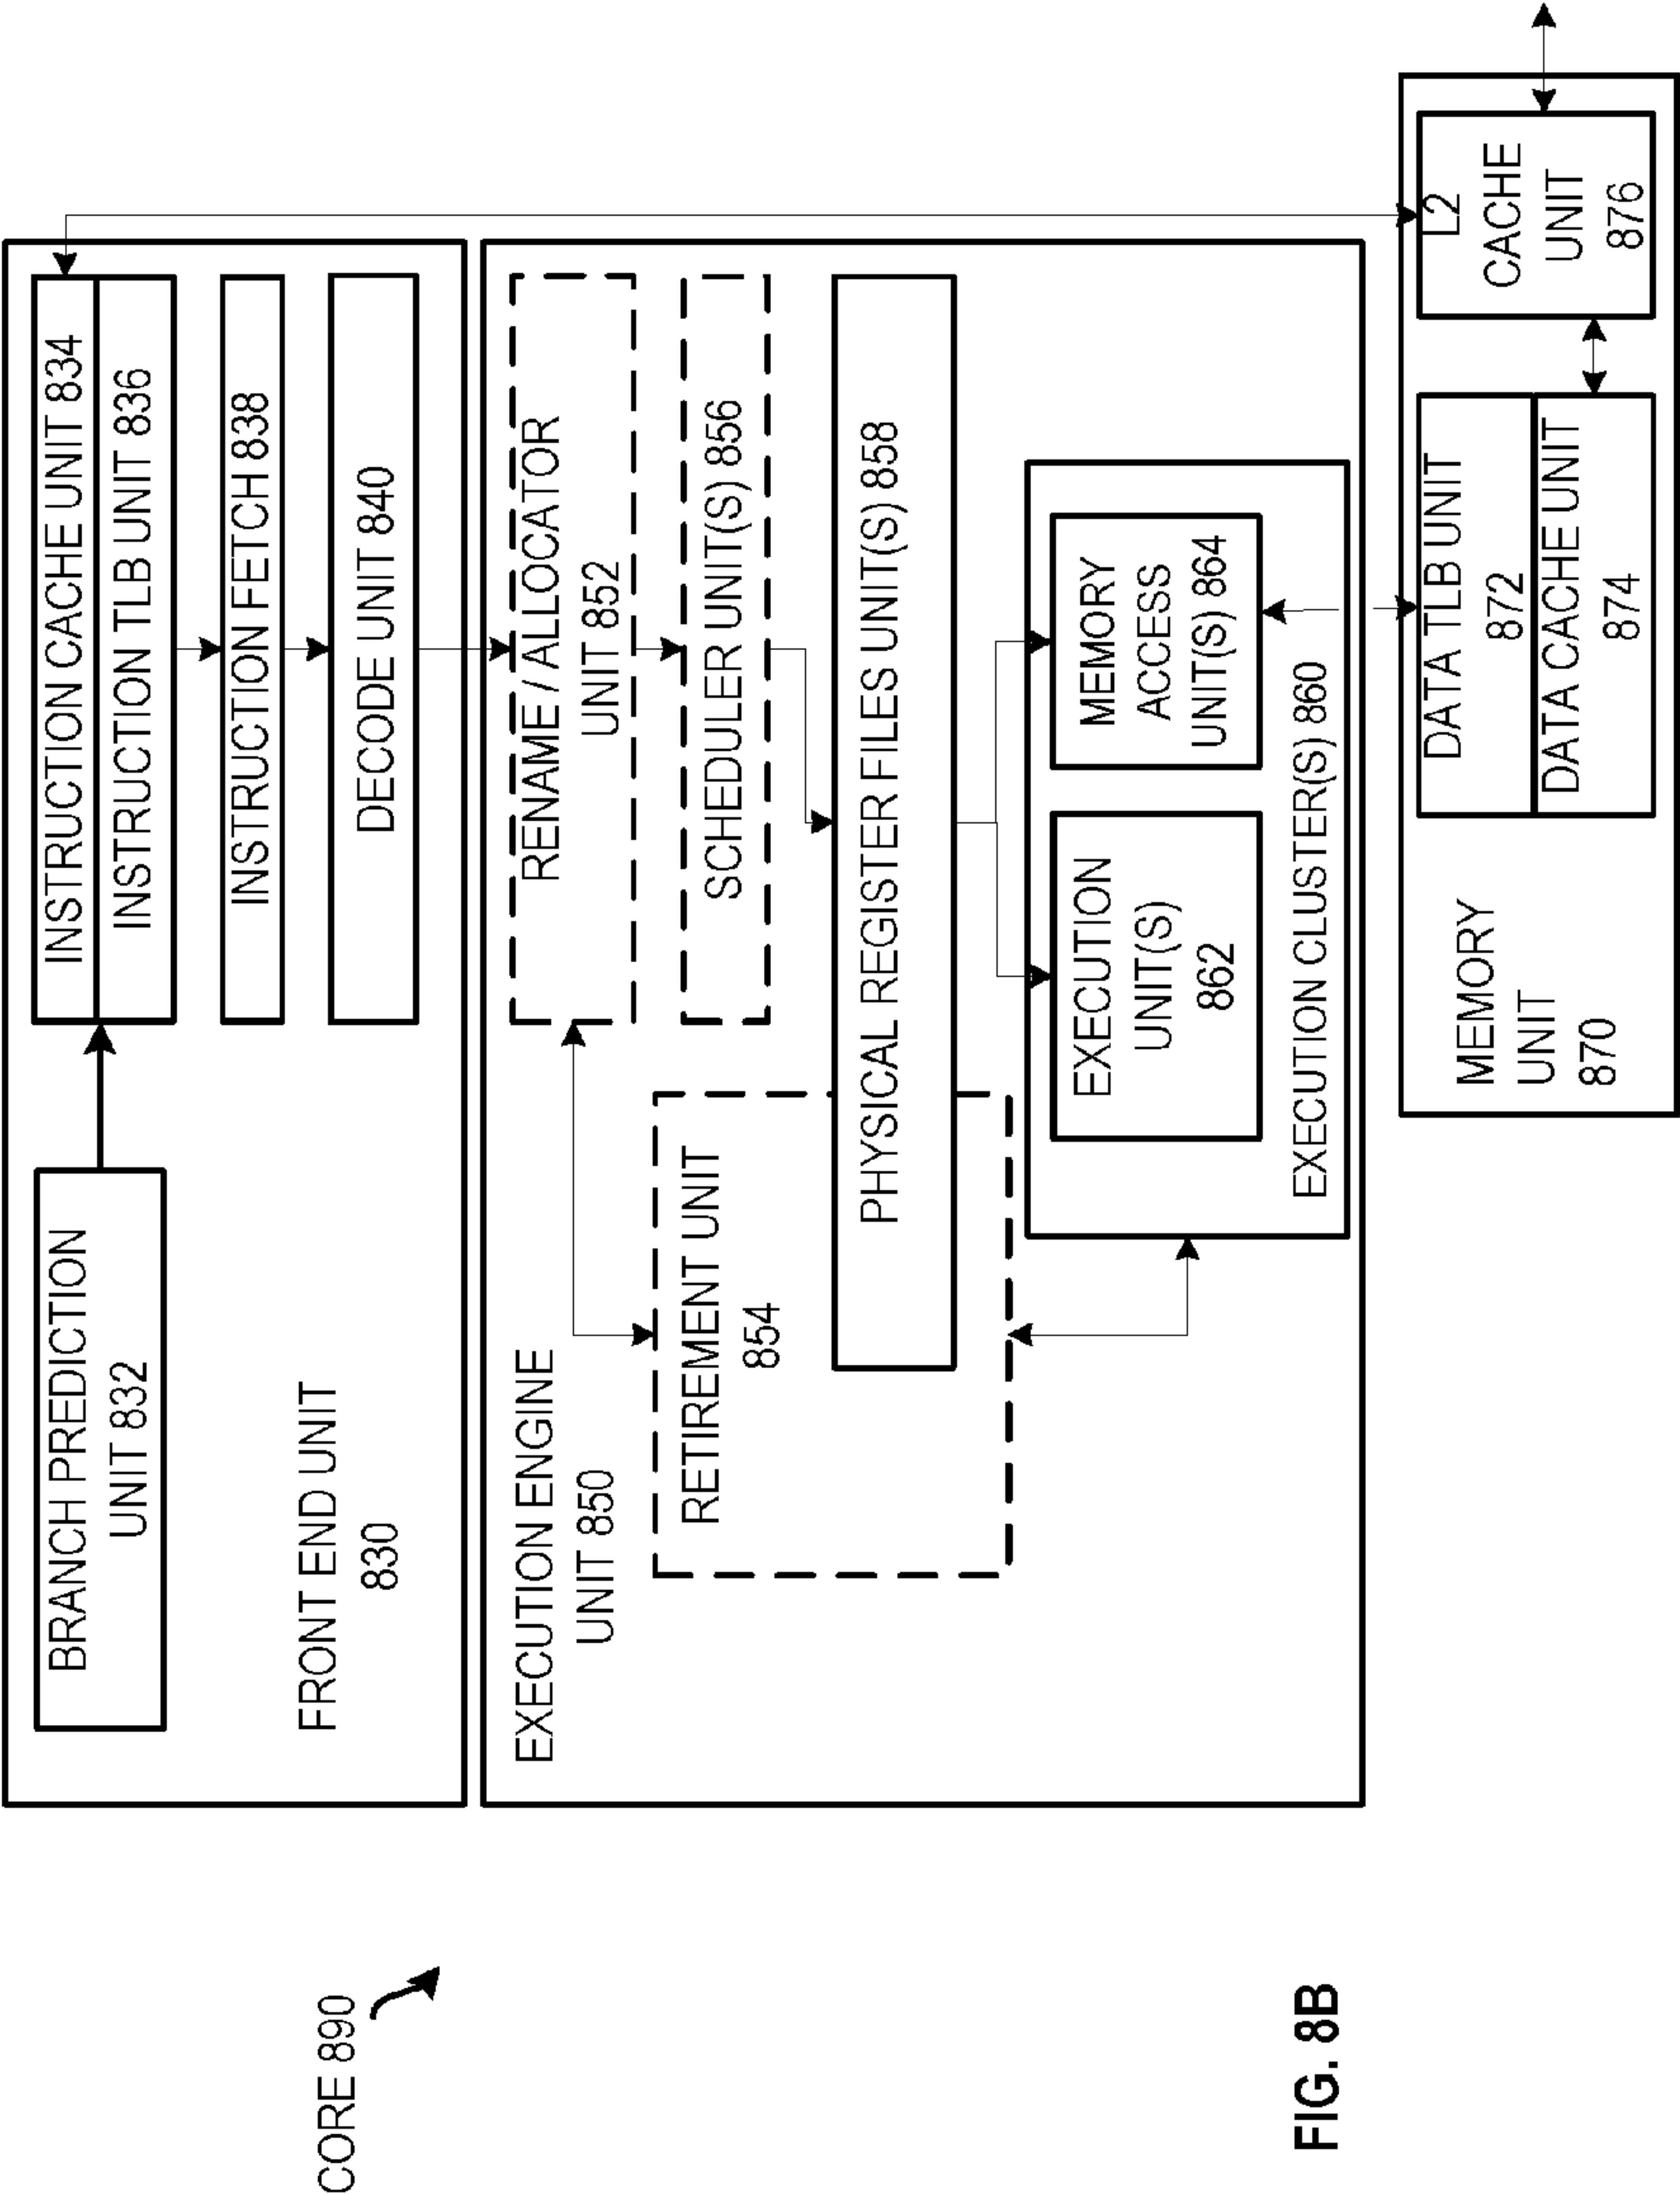 BRANCH PREDICTION
UNIT 832
INSTRUCTION CACHE UNIT 834
INSTRUCTION TLB UNIT 836
INSTRUCTION FETCH 838
DECODE UNIT 840
FRONT END UNIT
830
CORE 890
EXECUTION ENGINE
UNIT 850
RENAME / ALLOCATOR
UNIT 852
RETIREMENT UNIT
854
SCHEDULER UNIT(S) 856
PHYSICAL REGISTER FILES UNIT(S) 858
EXECUTION
UNIT(S)
862
MEMORY
ACCESS
UNIT(S) 864
EXECUTION CLUSTER(S) 860
MEMORY
UNIT
870
DATA TLB UNIT
872
DATA CACHE UNIT
874
L2
CACHE
UNIT
876
FIG. 8B